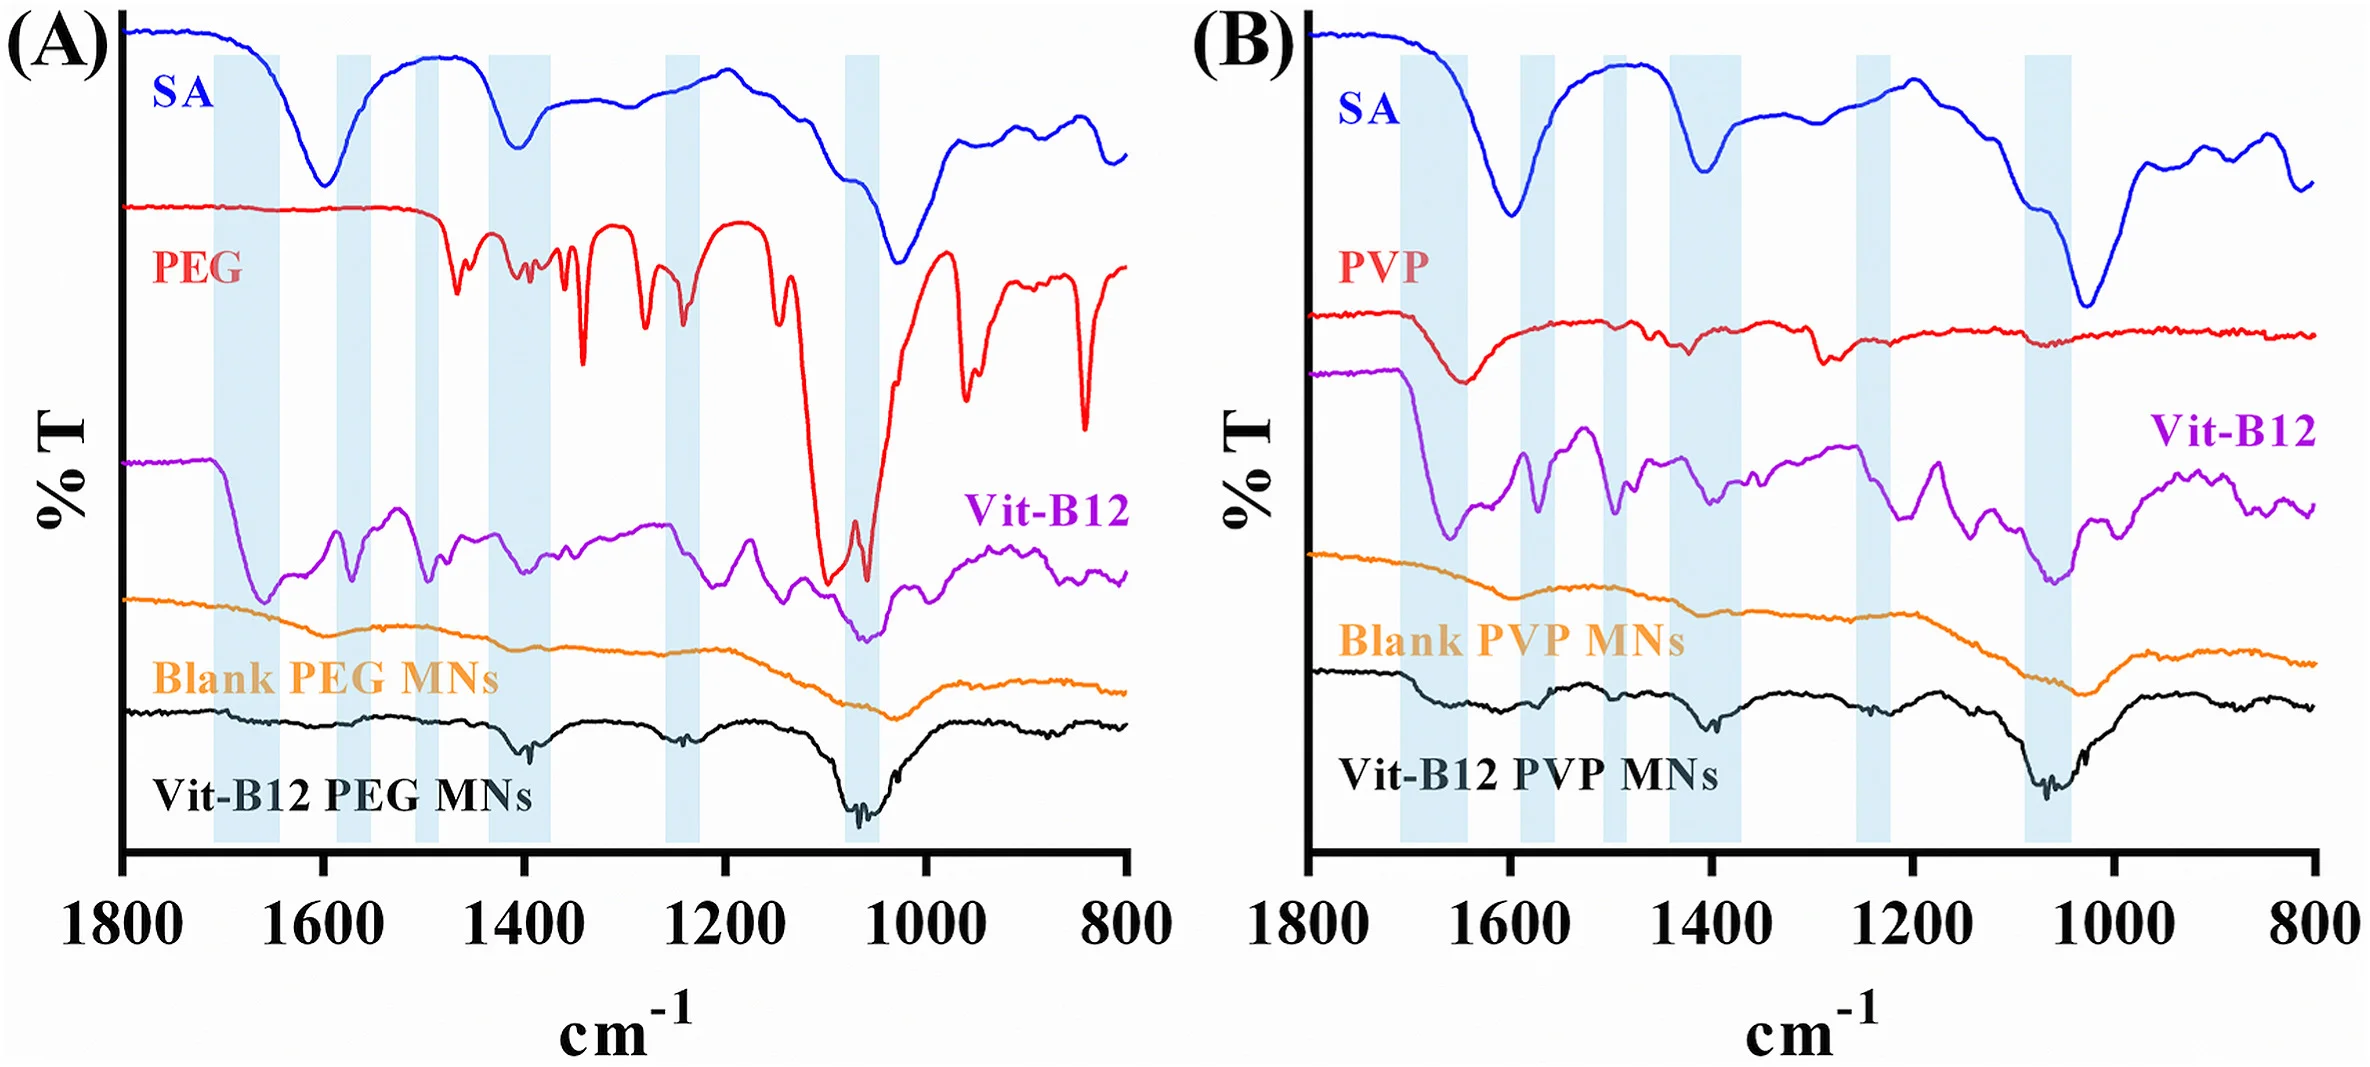 (A)
SA
PEG
Vit-B12
Blank PEG MNs
Vit-B12 PEG MNs
% T
1800 1600 1400 1200 1000 800
cm-1
(B)
SA
PVP
Vit-B12
Blank PVP MNs
Vit-B12 PVP MNs
% T
1800 1600 1400 1200 1000 800
cm-1